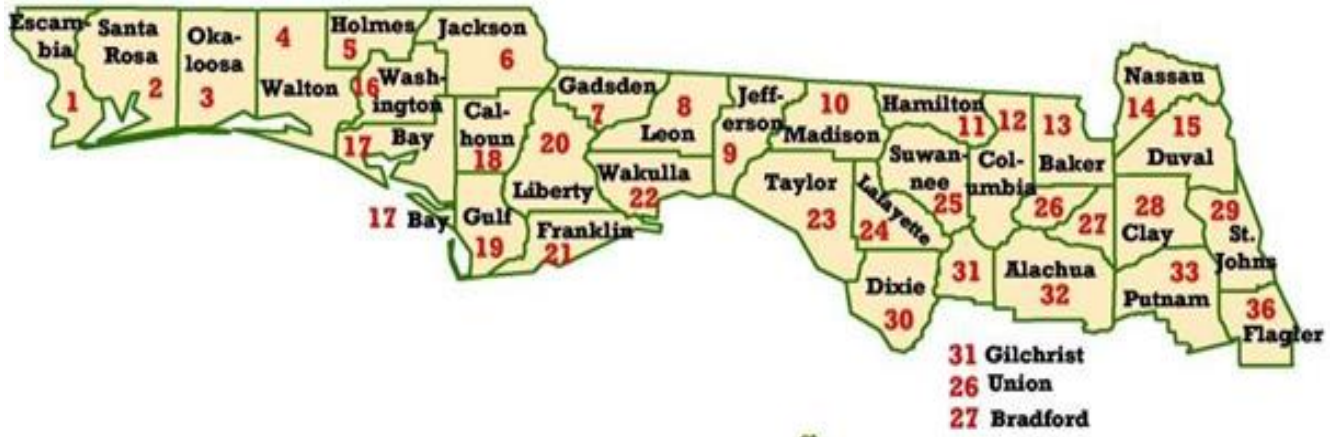 Escam-
bia
1
Santa
Rosa
2
Oka-
loosa
3
4
Walton
Holmes
5
Jackson
6
16
Wash-
ington
17
Bay
17 Bay
Cal-
houn
18
Gulf
19
Gadsden
7
20
Liberty
Franklin
21
8
Leon
Wakulla
22
Jeff-
erson
9
10
Madison
Taylor
23
Hamilton
11
Suwan-
nee
25
Lafayette
24
12
Col-
umbia
13
Baker
26
27
Nassau
14
15
Duval
28
Clay
29
St.
Johns
Dixie
30
31
Alachua
32
33
Putnam
36
Flagler
31 Gilchrist
26 Union
27 Bradford